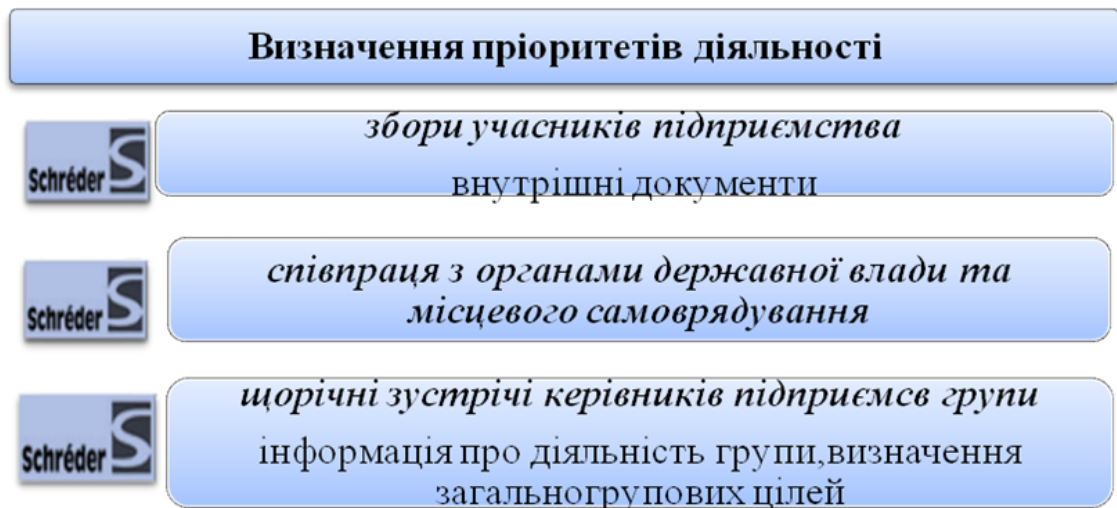 Визначення пріоритетів діяльності
збори учасників підприємства
Schréder
внутрішні документи
співпраця з органами державної влади та
Schréder
місцевого самоврядування
щорічні зустрічі керівників підприємсв групи
Schréder
інформація про діяльність групи,визначення
загальногрупових цілей